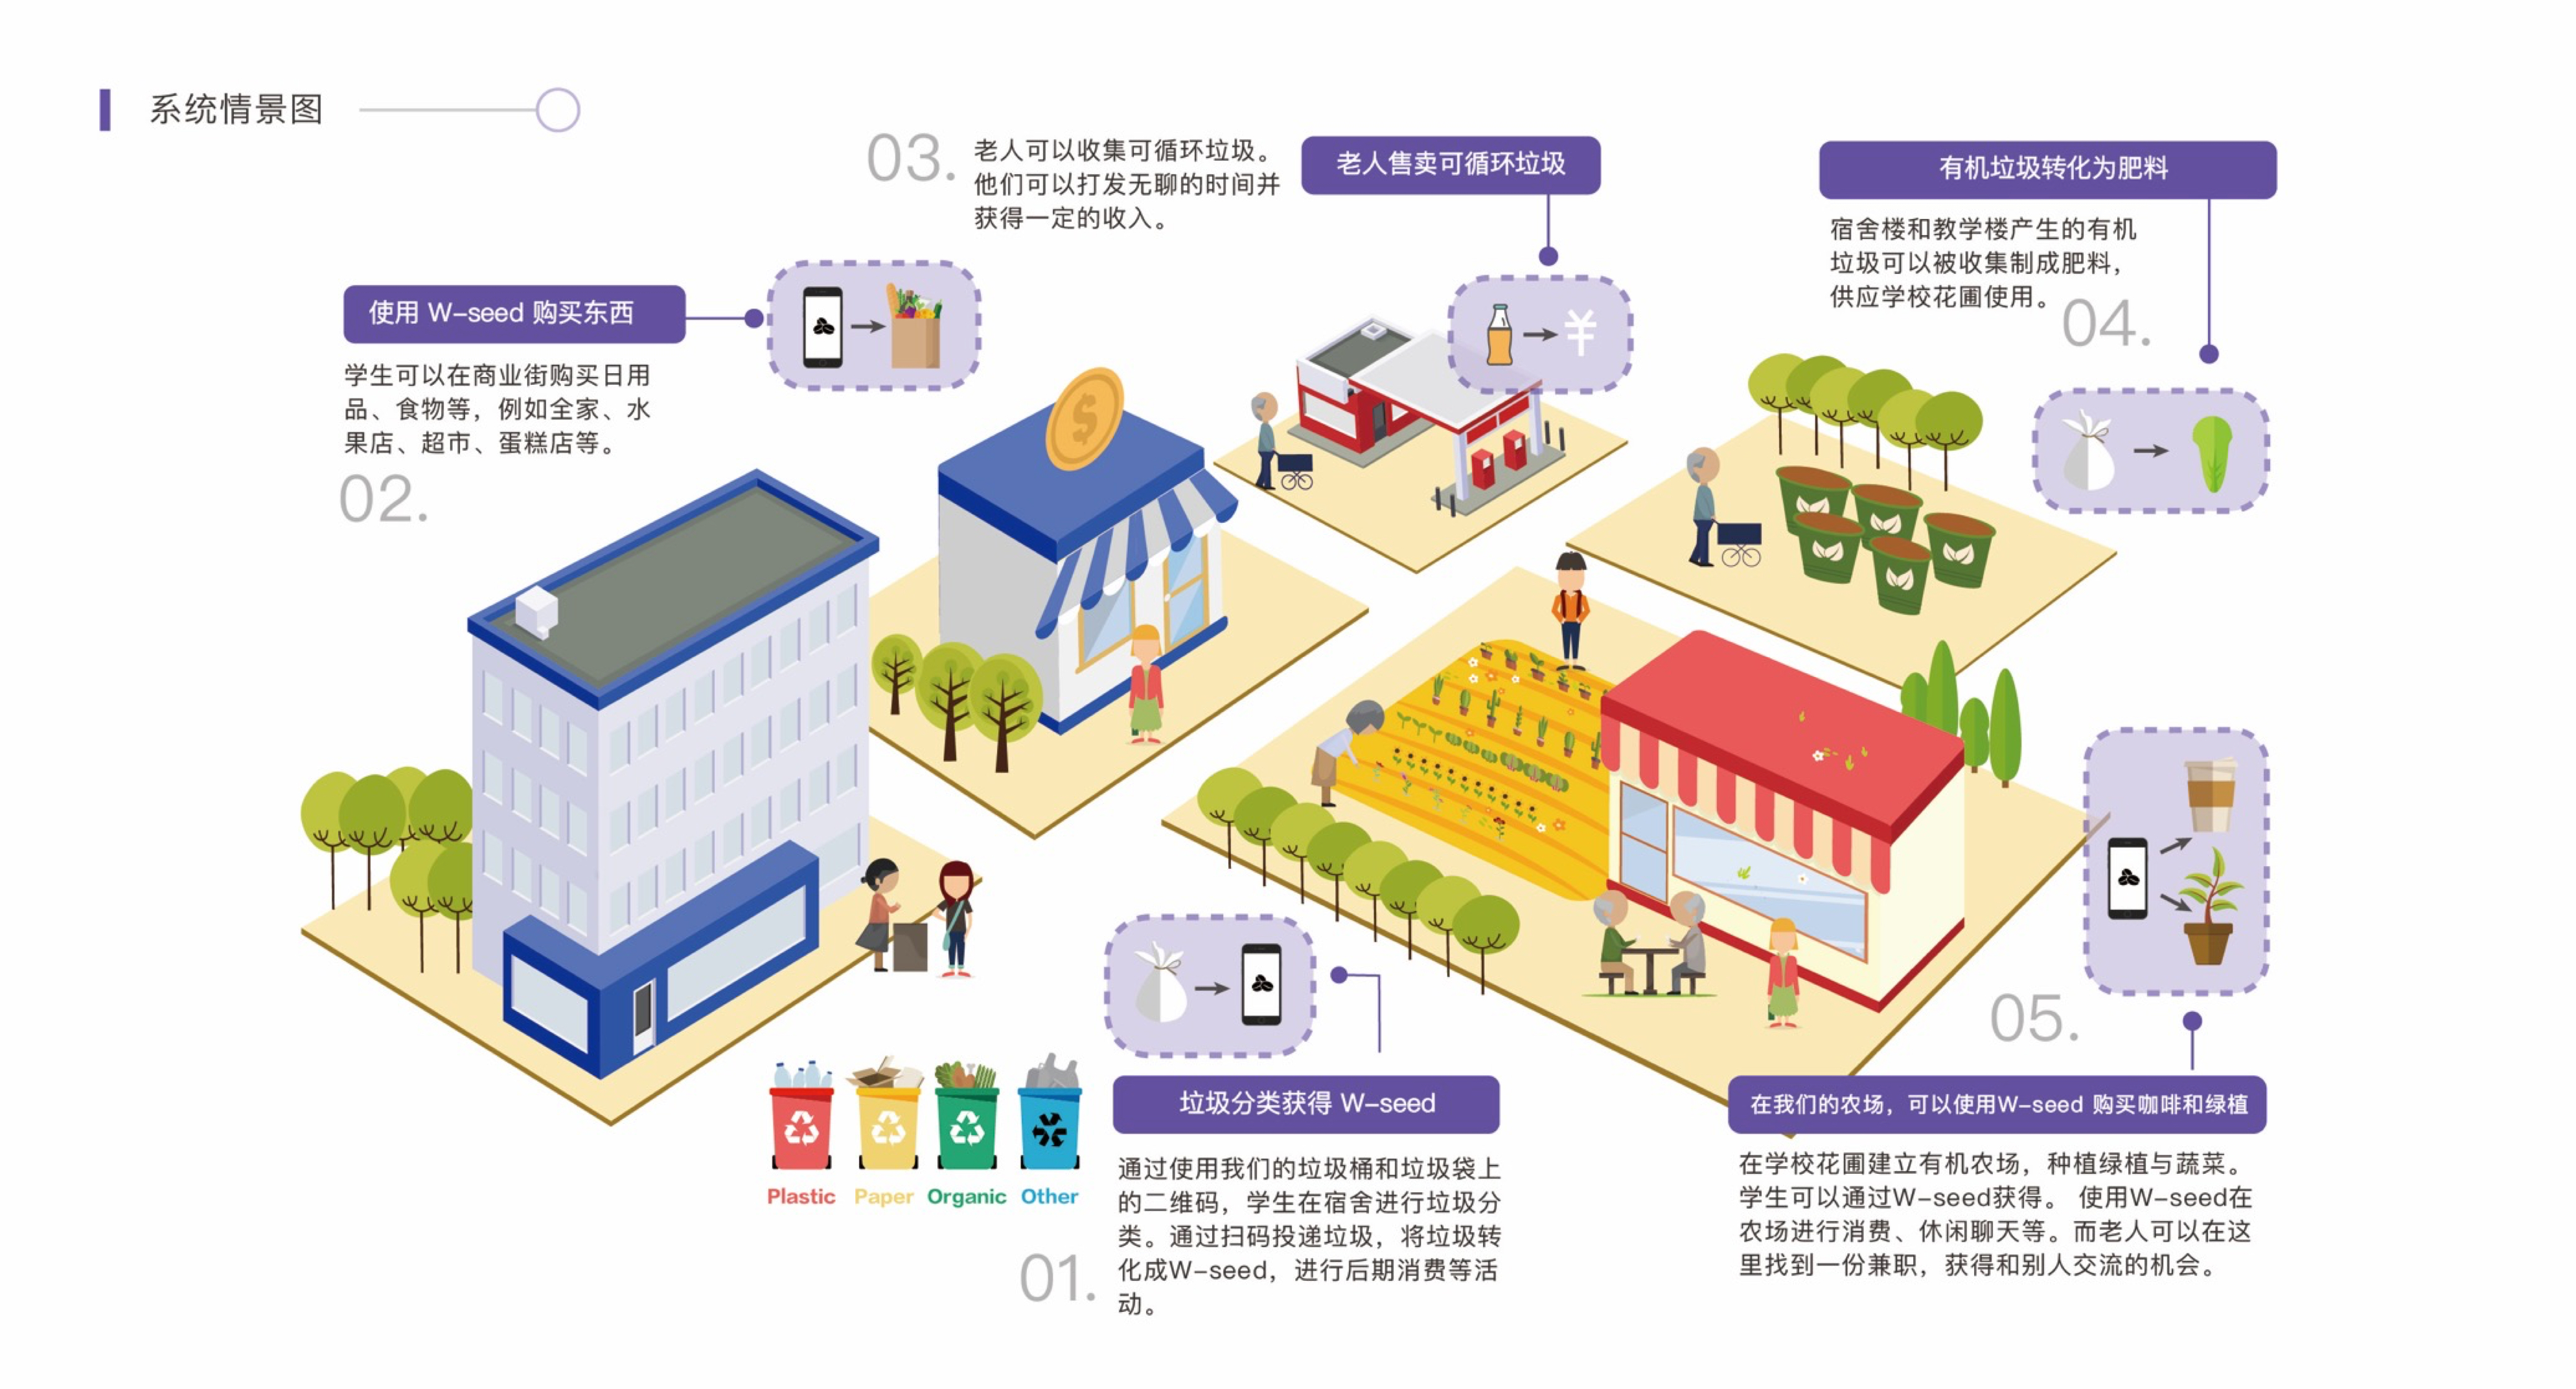 系统情景图
03.
老人可以收集可循环垃圾。
他们可以打发无聊的时间并
获得一定的收入。
老人售卖可循环垃圾
¥
有机垃圾转化为肥料
宿舍楼和教学楼产生的有机
垃圾可以被收集制成肥料，
供应学校花圃使用。
04.
使用 W-seed 购买东西
学生可以在商业街购买日用
品、食物等，例如全家、水
果店、超市、蛋糕店等。
02.
$
垃圾分类获得 W-seed
通过使用我们的垃圾桶和垃圾袋上
的二维码，学生在宿舍进行垃圾分
类。通过扫码投递垃圾，将垃圾转
化成W-seed，进行后期消费等活
动。
01.
Plastic Paper Organic Other
05.
在我们的农场，可以使用W-seed 购买咖啡和绿植
在学校花圃建立有机农场，种植绿植与蔬菜。
学生可以通过W-seed获得。 使用W-seed在
农场进行消费、休闲聊天等。而老人可以在这
里找到一份兼职，获得和别人交流的机会。